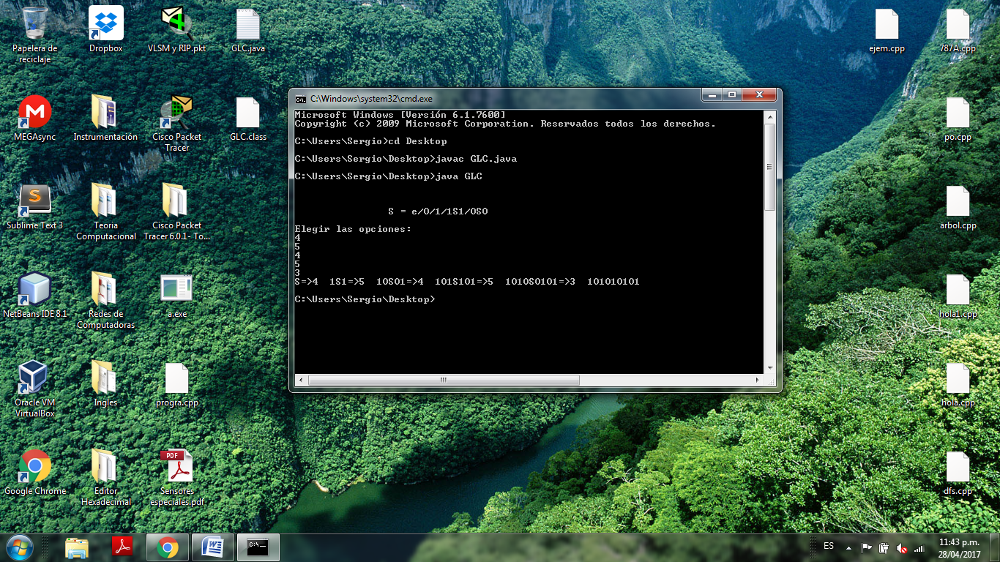 Papelera de
reciclaje
Dropbox
VLSM y RIP.pkt
GLC.java
ejem.cpp
787A.cpp
MEGAsync
Instrumentación
Cisco Packet
Tracer
GLC.class
po.cpp
Sublime Text 3
Teoria
Computacional
Cisco Packet
Tracer 6.0.1 - To...
arbol.cpp
NetBeans IDE 8.1
Redes de
Computadoras
a.exe
hola1.cpp
Oracle VM
VirtualBox
Ingles
progra.cpp
hola.cpp
Google Chrome
Editor
Hexadecimal
PDF
Sensores
especiales.pdf
dfs.cpp
C:\Windows\system32\cmd.exe
Microsoft Windows [Versión 6.1.7600]
Copyright (c) 2009 Microsoft Corporation. Reservados todos los derechos.
C:\Users\Sergio>cd Desktop
C:\Users\Sergio\Desktop>javac GLC.java
C:\Users\Sergio\Desktop>java GLC
S = e/0/1/1S1/0S0
Elegir las opciones:
4
5
4
5
3
S=>4  1S1=>5  10S01=>4  101S101=>5  1010S0101=>3  101010101
C:\Users\Sergio\Desktop>
ES
11:43 p.m.
28/04/2017